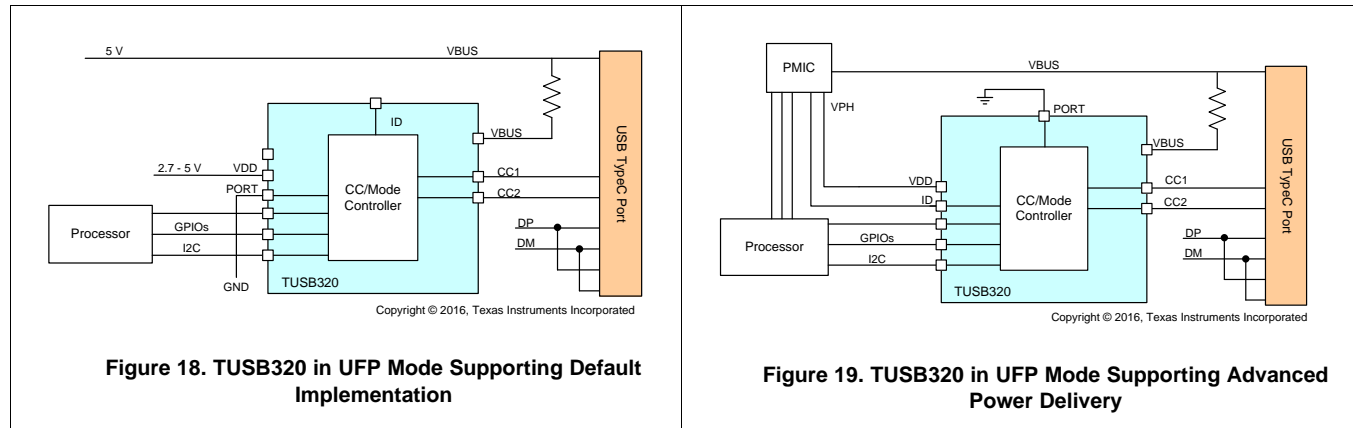 5 V
VBUS
ID
VBUS
2.7 - 5 V
VDD
PORT
CC1
CC2
CC/Mode
Controller
Processor
GPIOs
I2C
DP
DM
GND
TUSB320
USB TypeC Port
Copyright © 2016, Texas Instruments Incorporated
Figure 18. TUSB320 in UFP Mode Supporting Default
Implementation
PMIC
VBUS
VPH
PORT
VBUS
VDD
ID
CC1
CC2
CC/Mode
Controller
Processor
GPIOs
I2C
DP
DM
TUSB320
USB TypeC Port
Copyright © 2016, Texas Instruments Incorporated
Figure 19. TUSB320 in UFP Mode Supporting Advanced
Power Delivery